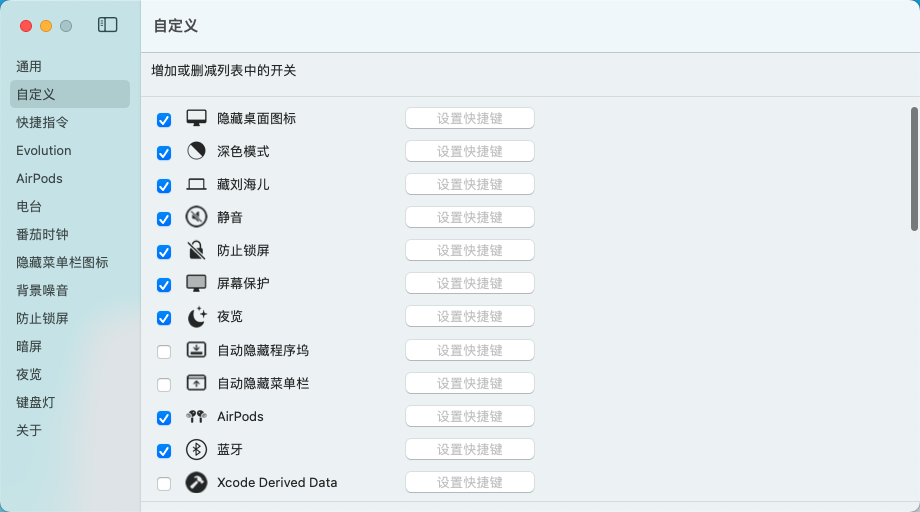 自定义
通用
自定义
快捷指令
Evolution
AirPods
电台
番茄时钟
隐藏菜单栏图标
背景噪音
防止锁屏
暗屏
夜览
键盘灯
关于
增加或删减列表中的开关
隐藏桌面图标 设置快捷键
深色模式 设置快捷键
藏刘海儿 设置快捷键
静音 设置快捷键
防止锁屏 设置快捷键
屏幕保护 设置快捷键
夜览 设置快捷键
自动隐藏程序坞 设置快捷键
自动隐藏菜单栏 设置快捷键
AirPods 设置快捷键
蓝牙 设置快捷键
Xcode Derived Data 设置快捷键